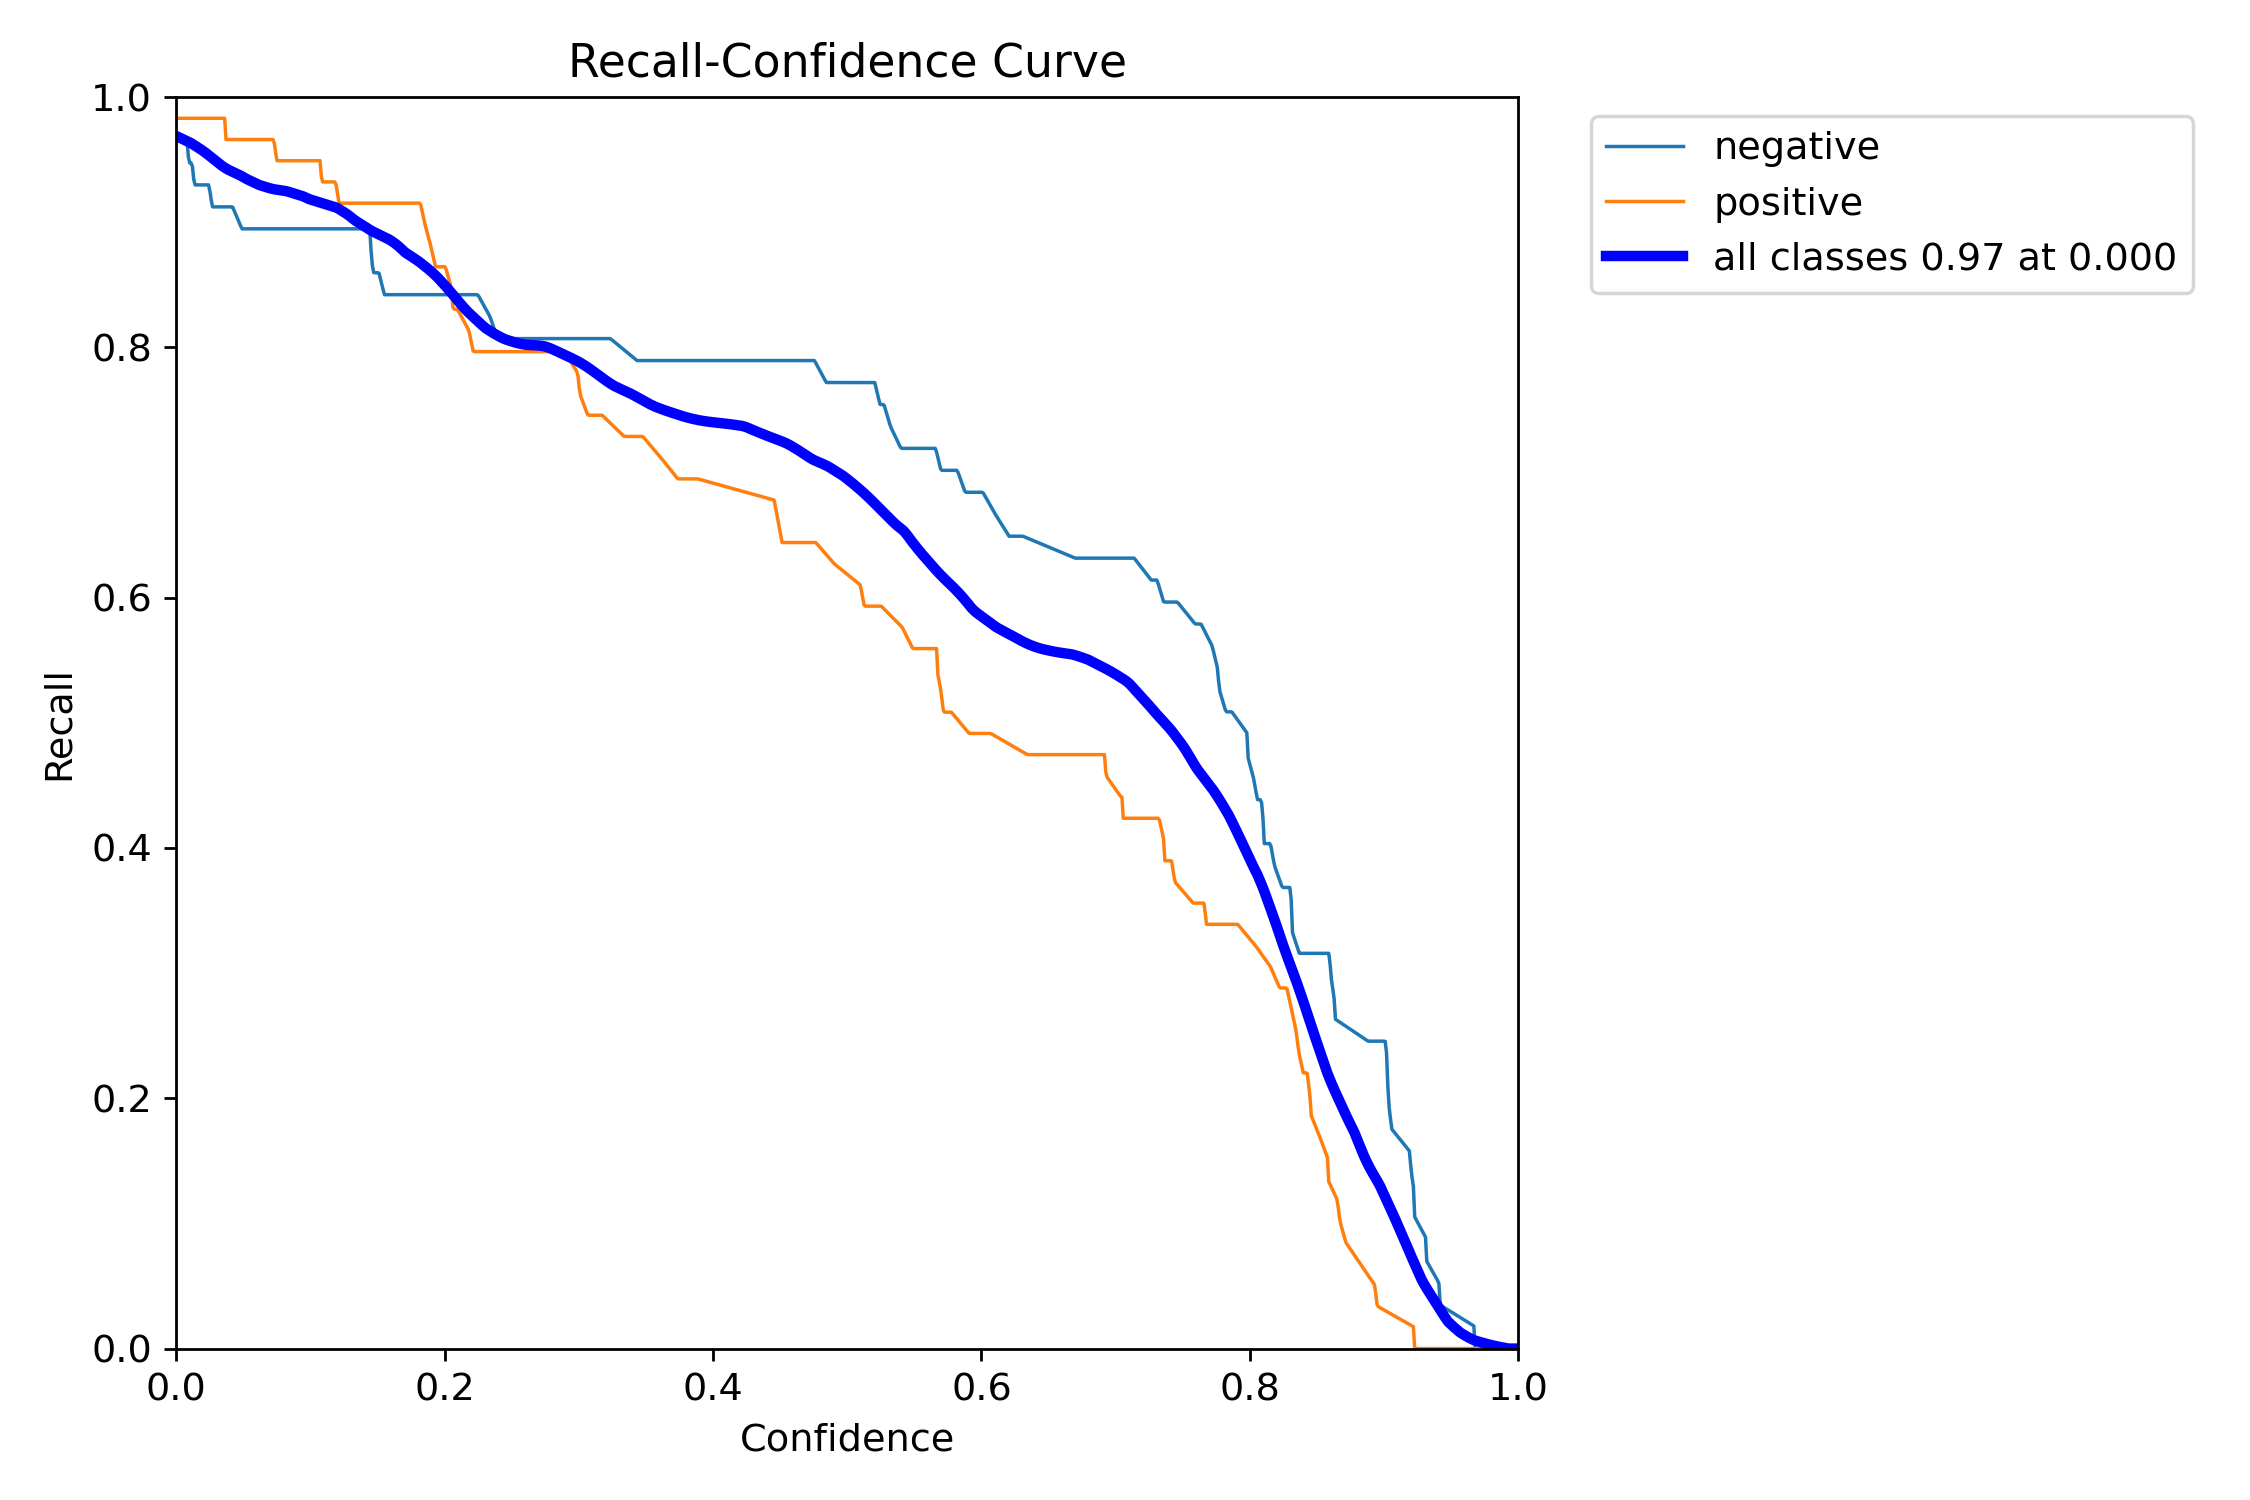 Recall-Confidence Curve
1.0
0.8
0.6
0.4
0.2
0.0
Recall
0.0 0.2 0.4 0.6 0.8 1.0
Confidence
negative
positive
all classes 0.97 at 0.000